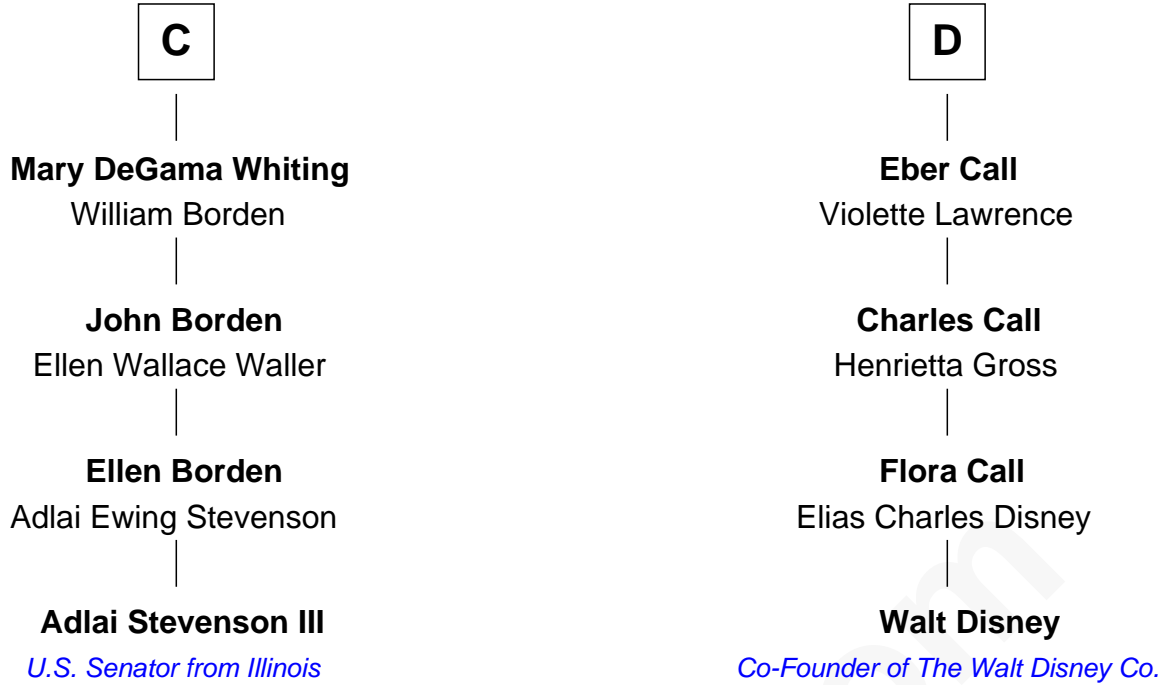 C
Mary DeGama Whiting
William Borden
John Borden
Ellen Wallace Waller
Ellen Borden
Adlai Ewing Stevenson
Adlai Stevenson III
U.S. Senator from Illinois
D
Eber Call
Violette Lawrence
Charles Call
Henrietta Gross
Flora Call
Elias Charles Disney
Walt Disney
Co-Founder of The Walt Disney Co.